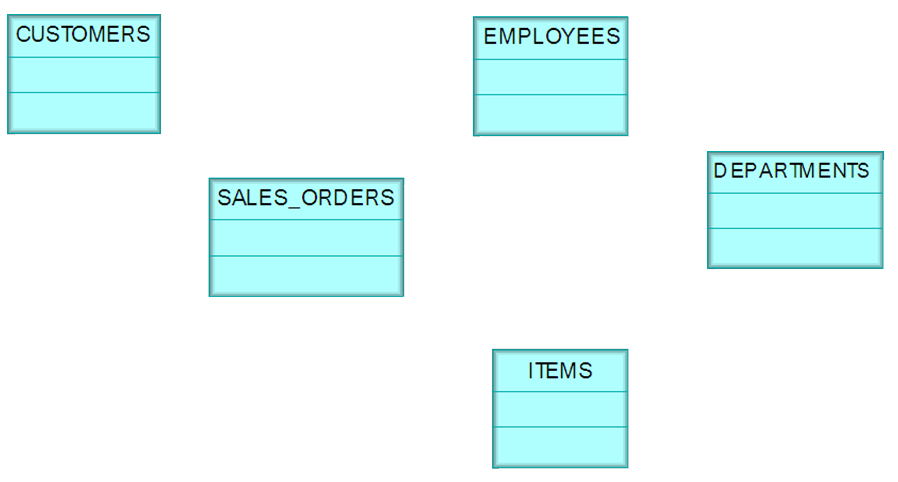 CUSTOMERS
EMPLOYEES
DEPARTMENTS
SALES_ORDERS
ITEMS